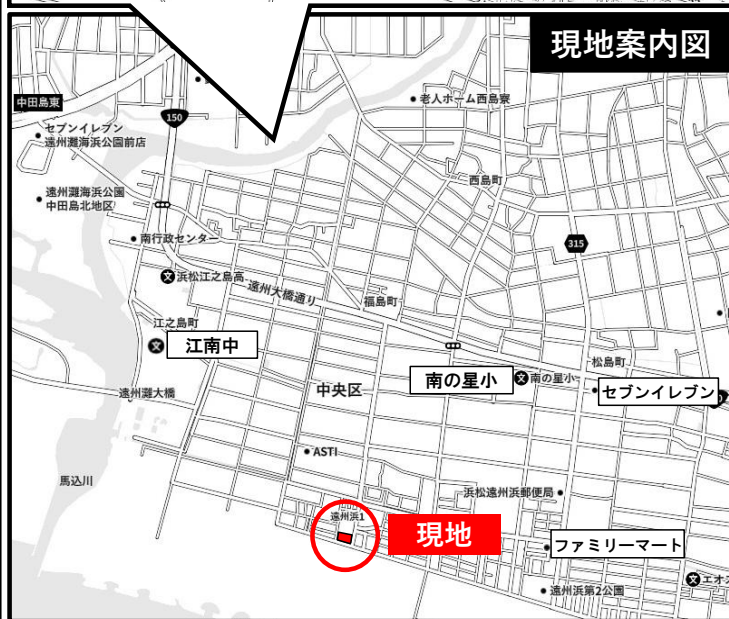 現地案内図
中田島東
150
セブンイレブン
遠州灘海浜公園前店
老人ホーム西島寮
遠州灘海浜公園
中田島北地区
西島町
南行政センター
315
浜松江之島高
遠州大橋通り
福島町
江之島町
文
江南中
松島町
南の星小
文
南の星小
セブンイレブン
遠州灘大橋
中央区
ASTI
馬込川
浜松遠州浜郵便局
遠州浜1
現地
ファミリーマート
文
エオ
遠州浜第2公園